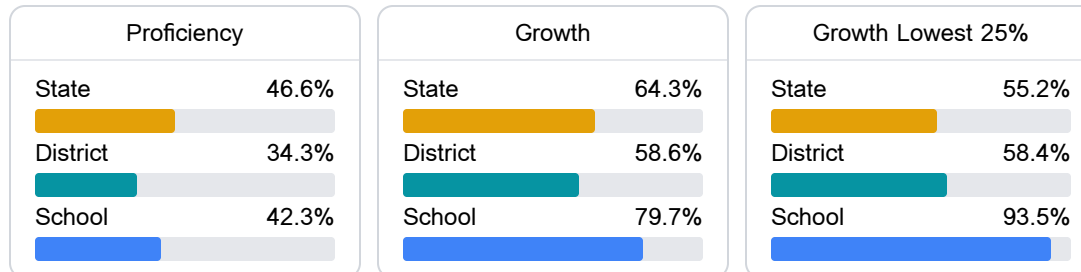 Proficiency
State 46.6%
District 34.3%
School 42.3%
Growth
State 64.3%
District 58.6%
School 79.7%
Growth Lowest 25%
State 55.2%
District 58.4%
School 93.5%